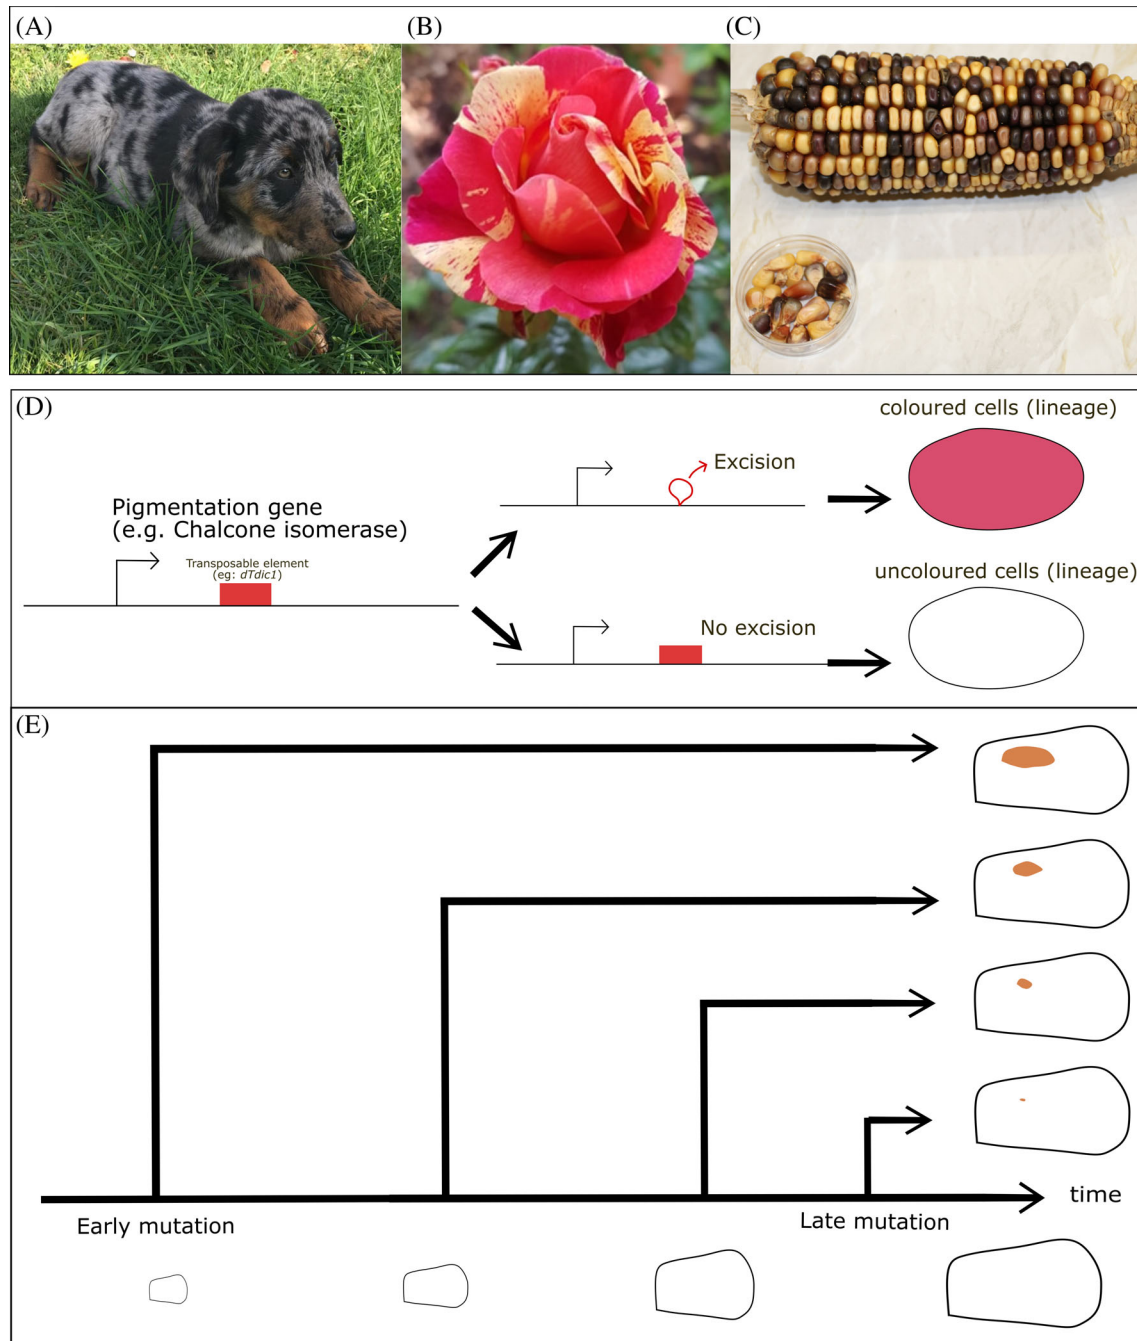 (A)
(B)
(C)
(D)
Pigmentation gene
(e.g. Chalcone isomerase)
Transposable element
(eg: dTdic1)
Excision
No excision
coloured cells (lineage)
uncoloured cells (lineage)
(E)
time
Early mutation
Late mutation